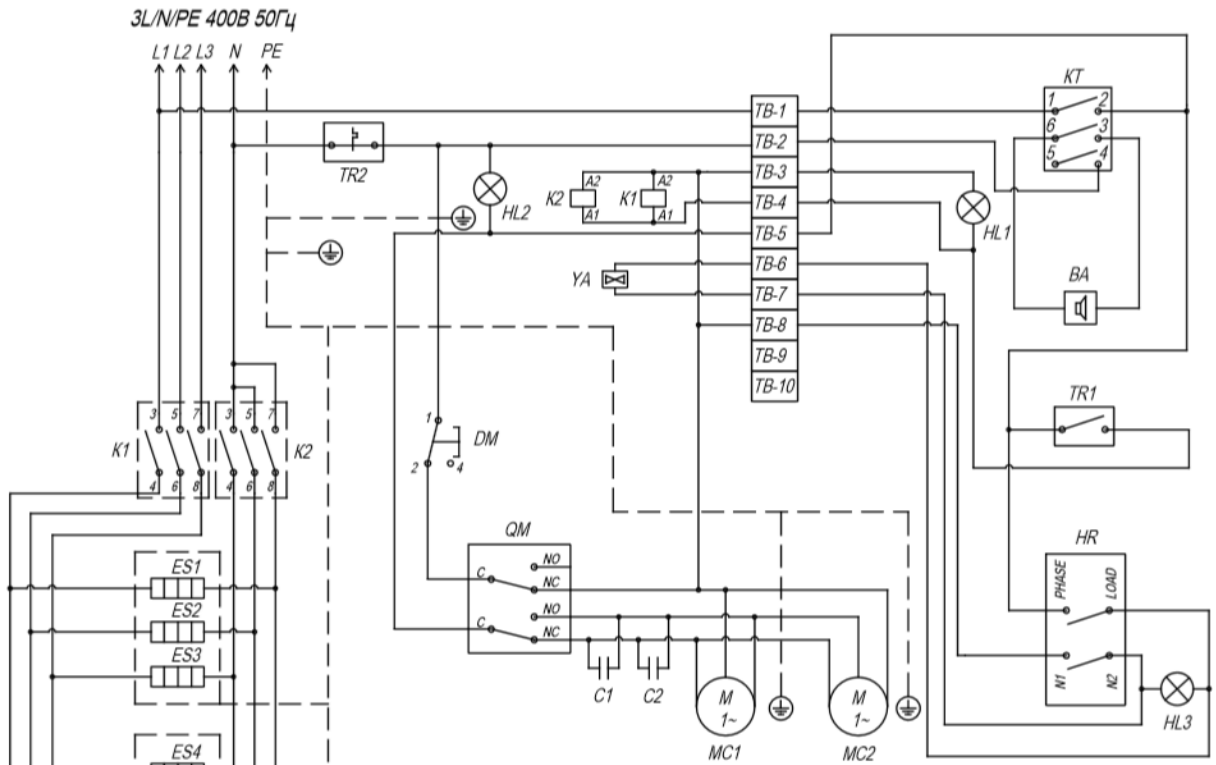 3L/N/PE 400В 50Гц
L1 L2 L3 N PE
KT
1 2
6 3
5 4
TB-1
TB-2
TB-3
TB-4
TB-5
TB-6
TB-7
TB-8
TB-9
TB-10
TR2
HL2
K2 A2 A1
K1 A2 A1
HL1
YA
BA
TR1
K1 3 5 7
4 6 8
K2 3 5 7
4 6 8
1
DM
2 4
QM
C NO
NC
C NO
NC
HR
PHASE LOAD
N1 N2
HL3
ES1
ES2
ES3
ES4
C1 C2
M
1~
MC1
M
1~
MC2